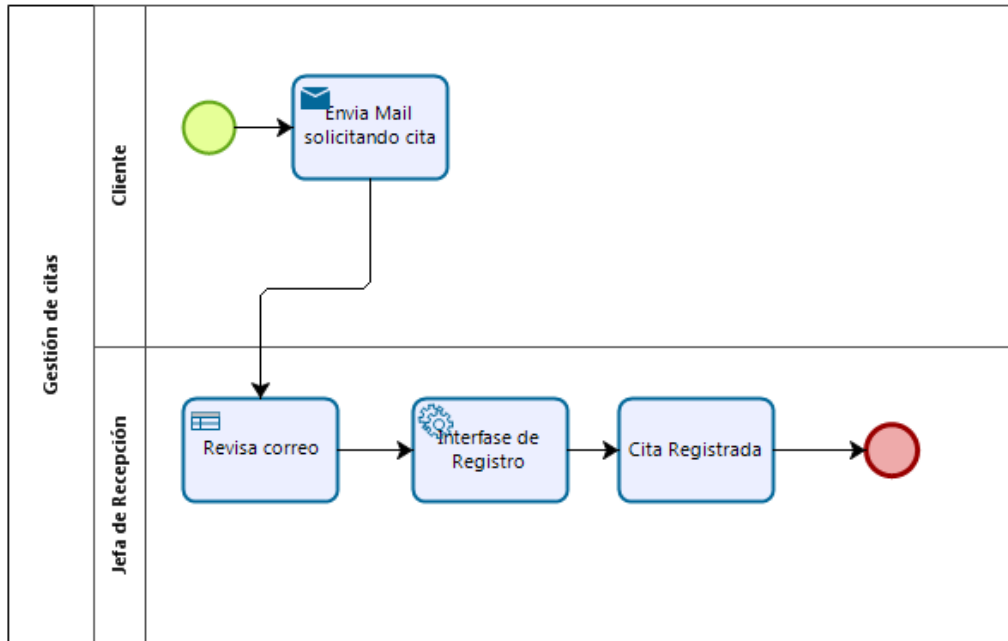 Gestión de citas
Cliente
Envia Mail
solicitando cita
Jefa de Recepción
Revisa correo
Interfase de
Registro
Cita Registrada